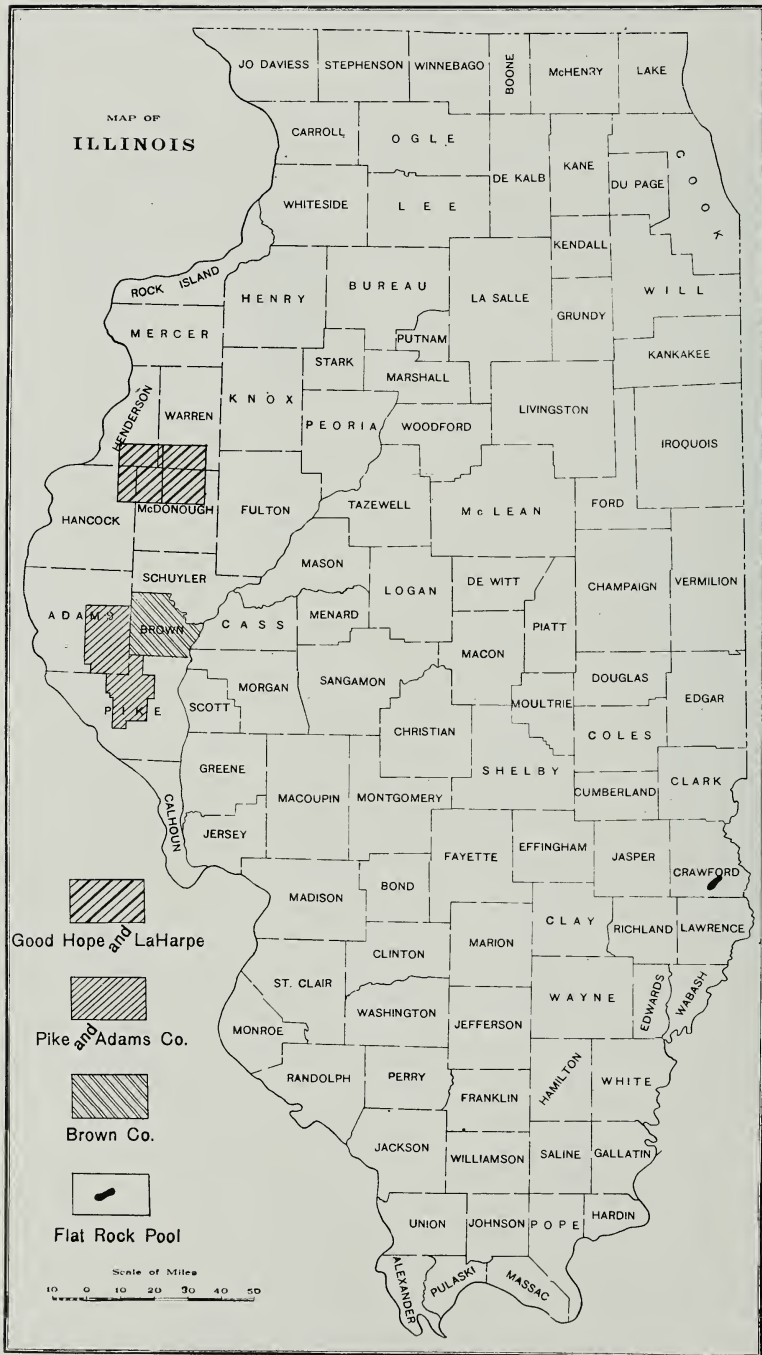 MAP OF
ILLINOIS
JO DAVIESS
STEPHENSON
WINNEBAGO
BOONE
McHENRY
LAKE
CARROLL
OGLE
DE KALB
KANE
DU PAGE
COOK
WHITESIDE
LEE
KENDALL
ROCK ISLAND
HENRY
BUREAU
LA SALLE
GRUNDY
WILL
MERCER
PUTNAM
KANKAKEE
STARK
MARSHALL
HENDERSON
WARREN
KNOX
PEORIA
WOODFORD
LIVINGSTON
IROQUOIS
HANCOCK
McDONOUGH
FULTON
TAZEWELL
McLEAN
FORD
SCHUYLER
MASON
LOGAN
DE WITT
CHAMPAIGN
VERMILION
ADAMS
BROWN
CASS
MENARD
MACON
PIATT
PIKE
SCOTT
MORGAN
SANGAMON
CHRISTIAN
MOULTRIE
DOUGLAS
EDGAR
COLES
SHELBY
GREENE
MACOUPIN
MONTGOMERY
CUMBERLAND
CLARK
CALHOUN
JERSEY
FAYETTE
EFFINGHAM
JASPER
CRAWFORD
MADISON
BOND
CLAY
RICHLAND
LAWRENCE
Good Hope and LaHarpe
CLINTON
MARION
ST. CLAIR
WAYNE
EDWARDS
WABASH
WASHINGTON
JEFFERSON
Pike and Adams Co.
MONROE
RANDOLPH
PERRY
FRANKLIN
HAMILTON
WHITE
Brown Co.
JACKSON
WILLIAMSON
SALINE
GALLATIN
Flat Rock Pool
UNION
JOHNSON
POPE
HARDIN
ALEXANDER
PULASKI
MASSAC
Scale of Miles
10 0 10 20 30 40 50